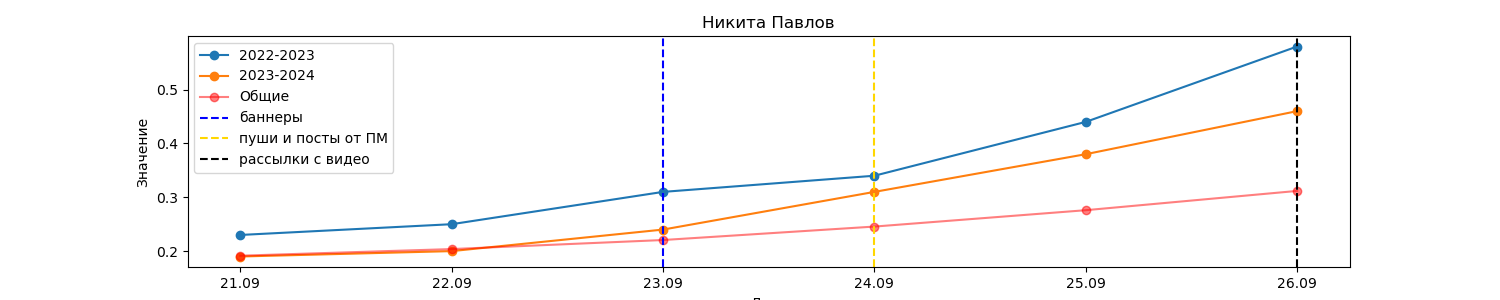 Никита Павлов
2022-2023
2023-2024
Общие
баннеры
пуши и посты от ПМ
рассылки с видео
Значение
0.5
0.4
0.3
0.2
21.09
22.09
23.09
24.09
25.09
26.09